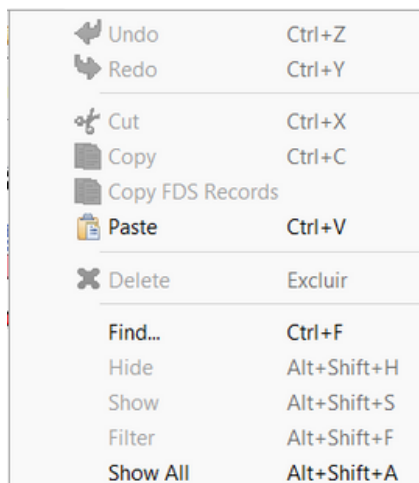 Undo Ctrl+Z
Redo Ctrl+Y
Cut Ctrl+X
Copy Ctrl+C
Copy FDS Records
Paste Ctrl+V
Delete Excluir
Find... Ctrl+F
Hide Alt+Shift+H
Show Alt+Shift+S
Filter Alt+Shift+F
Show All Alt+Shift+A